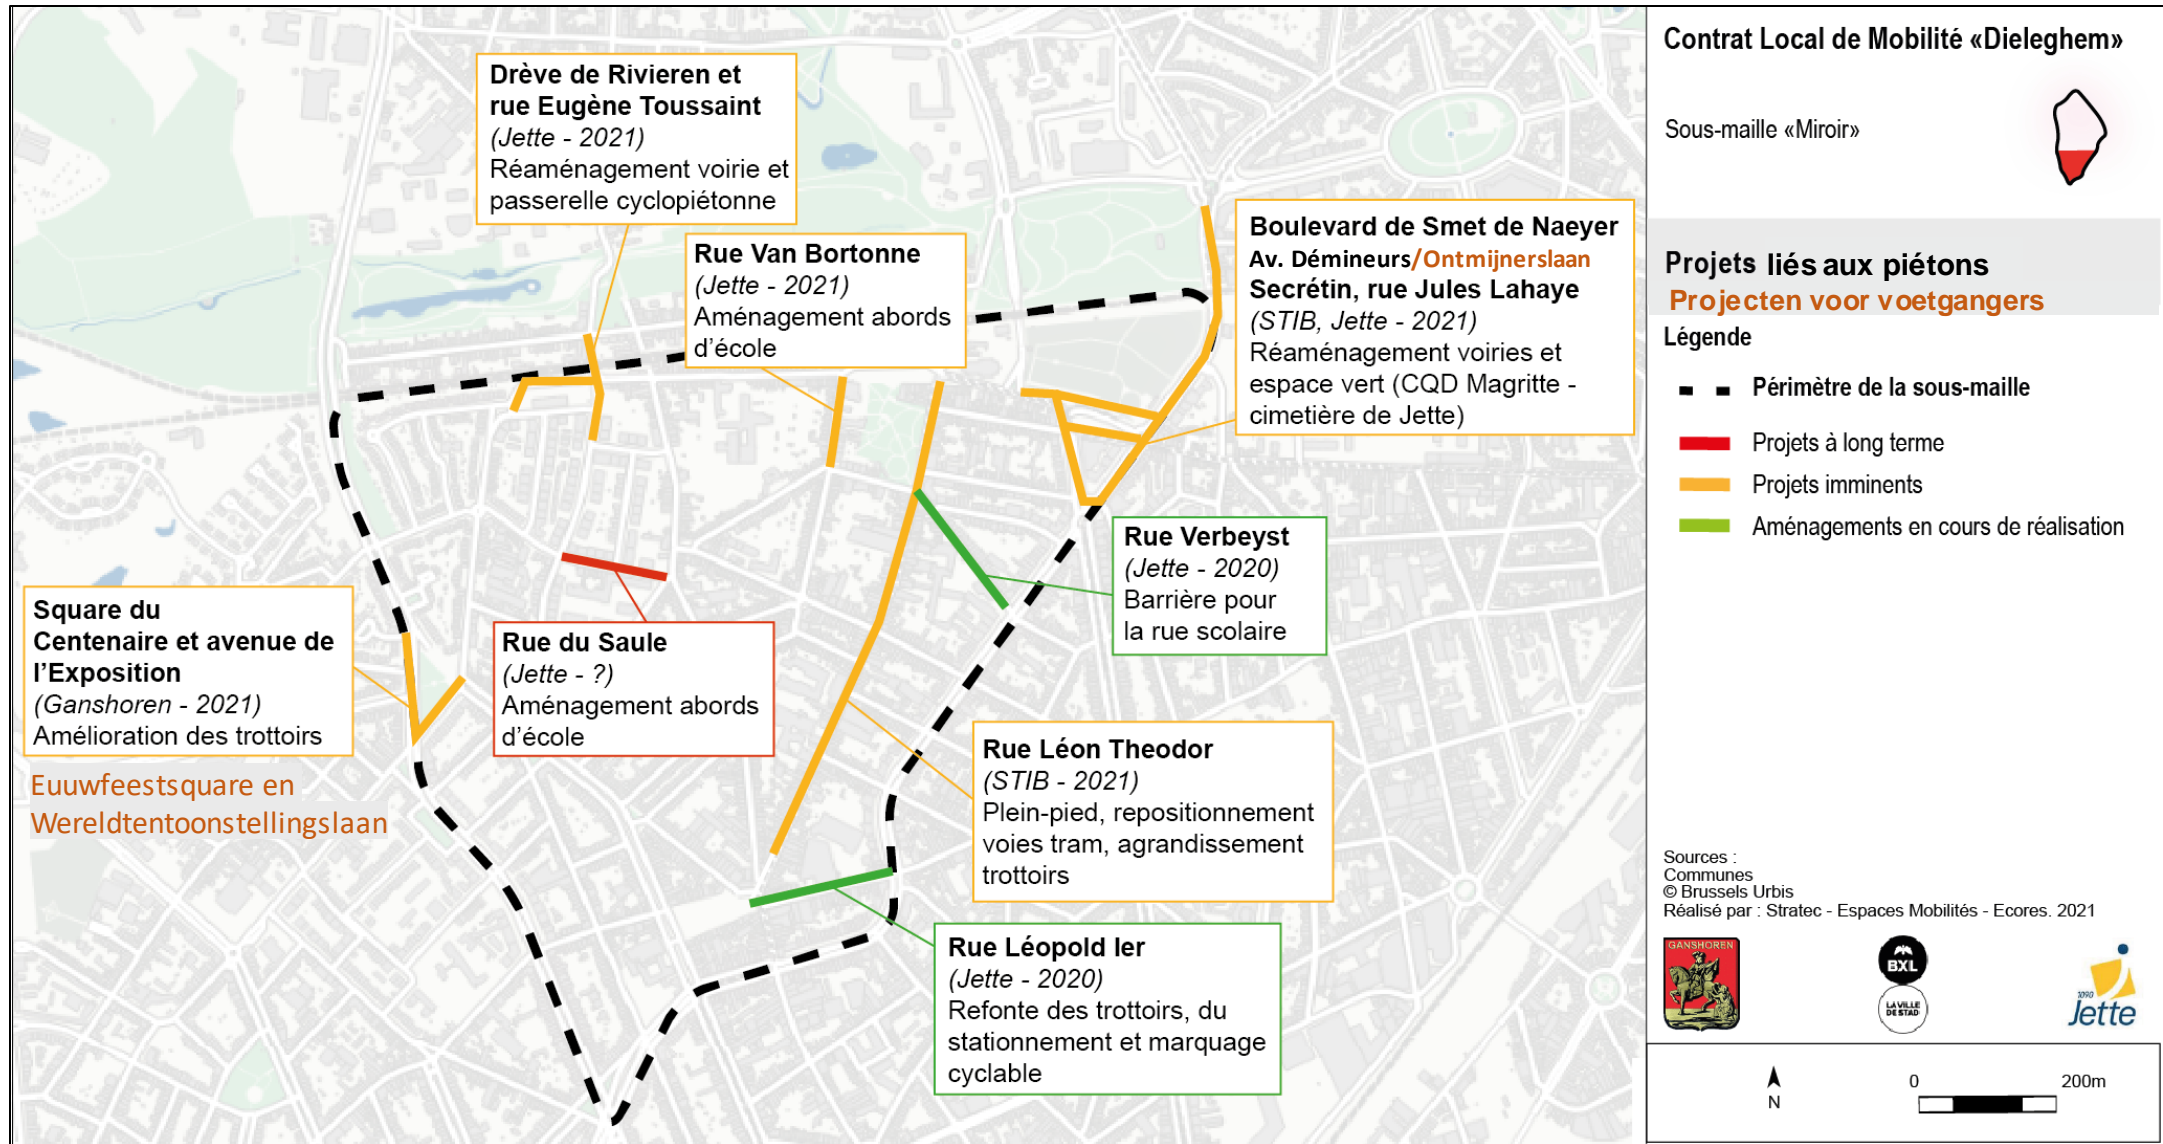 Drève de Rivieren et
rue Eugène Toussaint
(Jette - 2021)
Réaménagement voirie et
passerelle cyclopiétonne
Rue Van Bortonne
(Jette - 2021)
Aménagement abords
d'école
Boulevard de Smet de Naeyer
Av. Démineurs/Ontmijnerslaan
Secrétin, rue Jules Lahaye
(STIB, Jette - 2021)
Réaménagement voiries et
espace vert (CQD Magritte -
cimetière de Jette)
Rue Verbeyst
(Jette - 2020)
Barrière pour
la rue scolaire
Square du
Centenaire et avenue de
l'Exposition
(Ganshoren - 2021)
Amélioration des trottoirs
Euuwfeestsquare en
Wereldtentoonstellingslaan
Rue du Saule
(Jette - ?)
Aménagement abords
d'école
Rue Léon Theodor
(STIB - 2021)
Plein-pied, repositionnement
voies tram, agrandissement
trottoirs
Rue Léopold Ier
(Jette - 2020)
Refonte des trottoirs, du
stationnement et marquage
cyclable
Contrat Local de Mobilité «Dieleghem»
Sous-maille «Miroir»
Projets liés aux piétons
Projecten voor voetgangers
Légende
Périmètre de la sous-maille
Projets à long terme
Projets imminents
Aménagements en cours de réalisation
Sources :
Communes
© Brussels Urbis
Réalisé par : Stratec - Espaces Mobilités - Ecores. 2021
GANSHOREN
BXL
LA VILLE
DE STAD
1090
Jette
N
0 200m